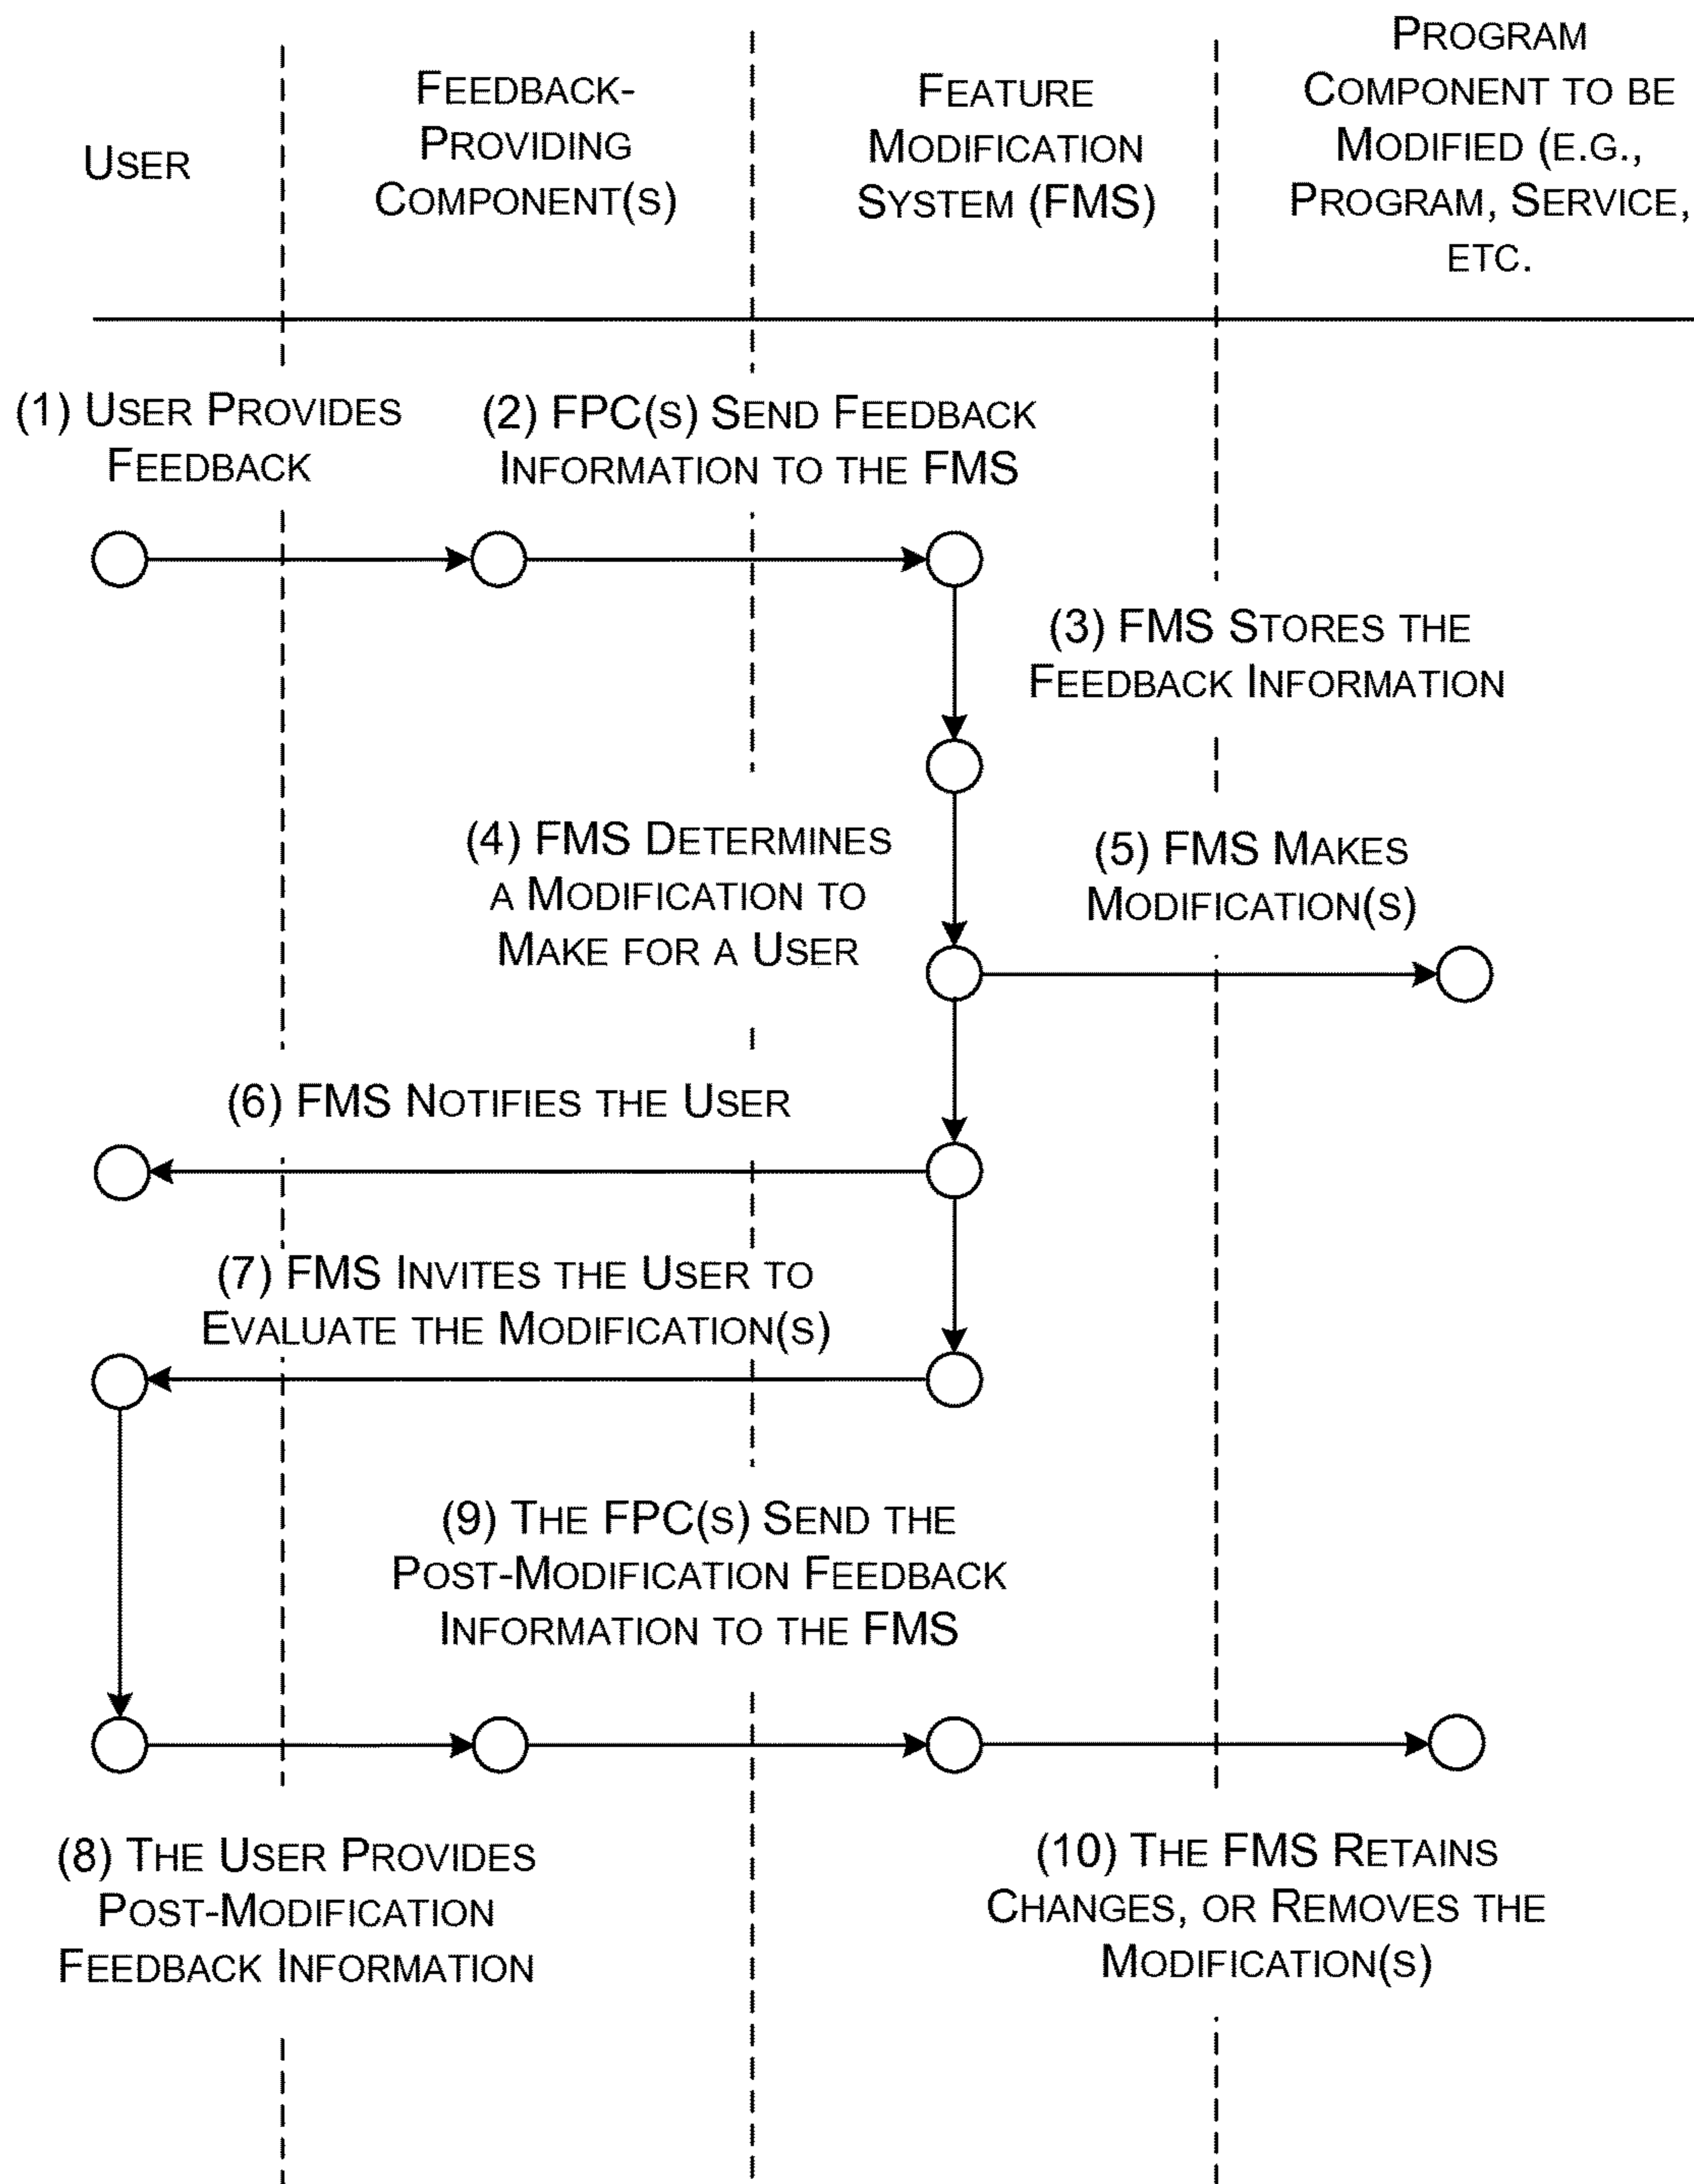 USER
FEEDBACK-
PROVIDING
COMPONENT(S)
FEATURE
MODIFICATION
SYSTEM (FMS)
PROGRAM
COMPONENT TO BE
MODIFIED (E.G.,
PROGRAM, SERVICE,
ETC.
(1) USER PROVIDES
FEEDBACK
(2) FPC(S) SEND FEEDBACK
INFORMATION TO THE FMS
(3) FMS STORES THE
FEEDBACK INFORMATION
(4) FMS DETERMINES
A MODIFICATION TO
MAKE FOR A USER
(5) FMS MAKES
MODIFICATION(S)
(6) FMS NOTIFIES THE USER
(7) FMS INVITES THE USER TO
EVALUATE THE MODIFICATION(S)
(9) THE FPC(S) SEND THE
POST-MODIFICATION FEEDBACK
INFORMATION TO THE FMS
(8) THE USER PROVIDES
POST-MODIFICATION
FEEDBACK INFORMATION
(10) THE FMS RETAINS
CHANGES, OR REMOVES THE
MODIFICATION(S)